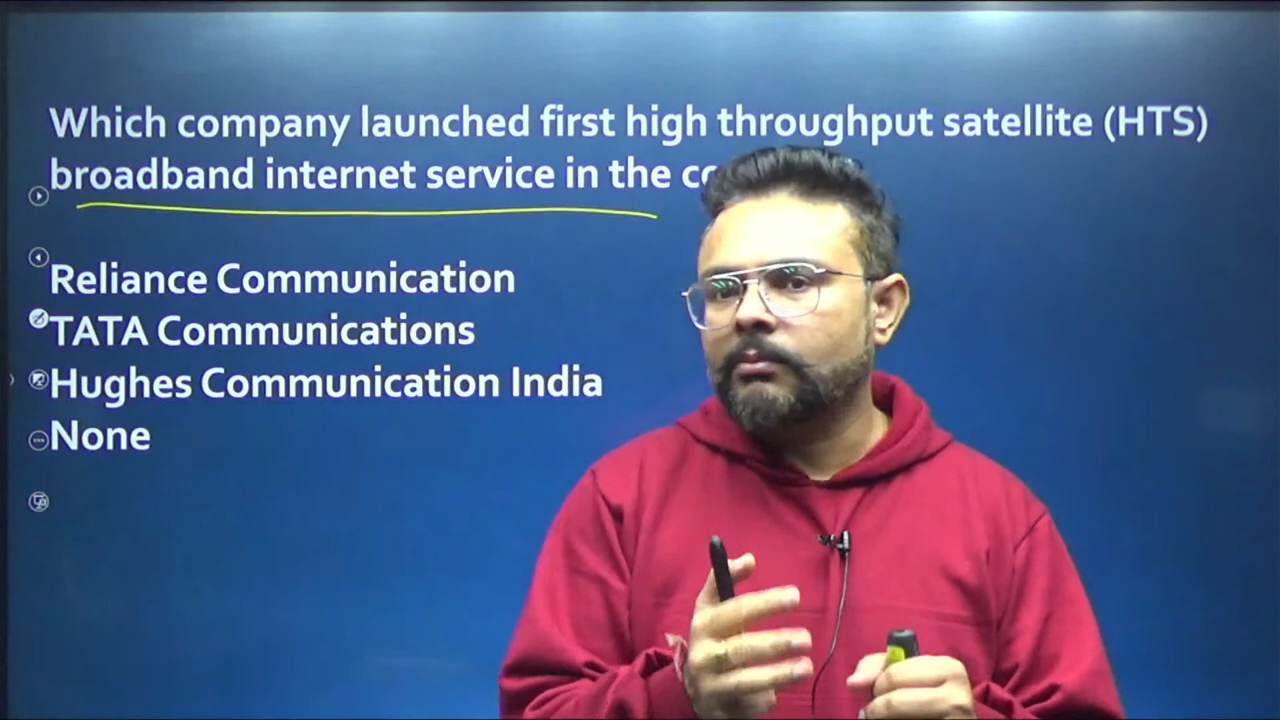 Which company launched first high throughput satellite (HTS)
broadband internet service in the
Reliance Communication
TATA Communications
Hughes Communication India
None